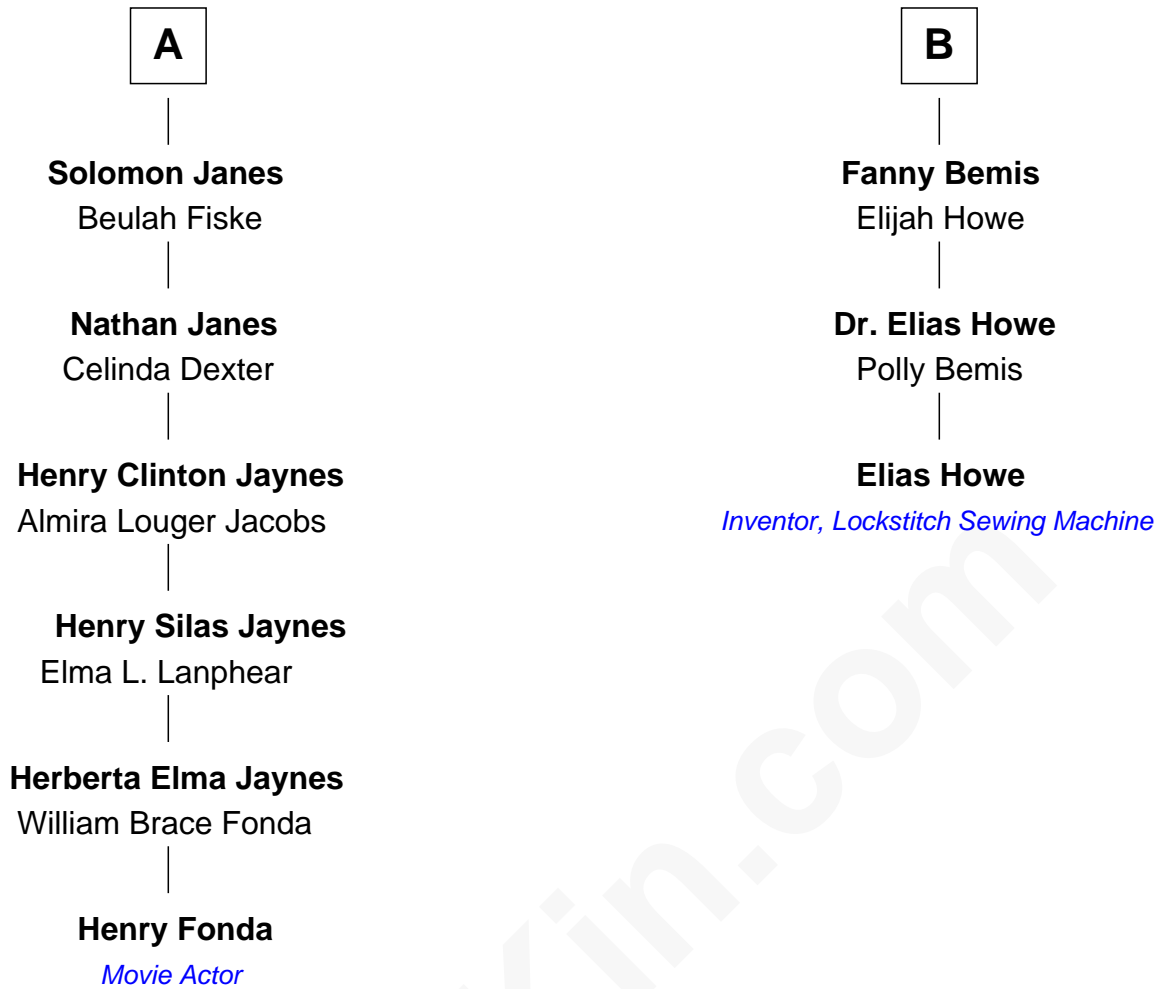 A
Solomon Janes
Beulah Fiske
Nathan Janes
Celinda Dexter
Henry Clinton Jaynes
Almira Louger Jacobs
Henry Silas Jaynes
Elma L. Lanphear
Herberta Elma Jaynes
William Brace Fonda
Henry Fonda
Movie Actor
B
Fanny Bemis
Elijah Howe
Dr. Elias Howe
Polly Bemis
Elias Howe
Inventor, Lockstitch Sewing Machine
Kin.com